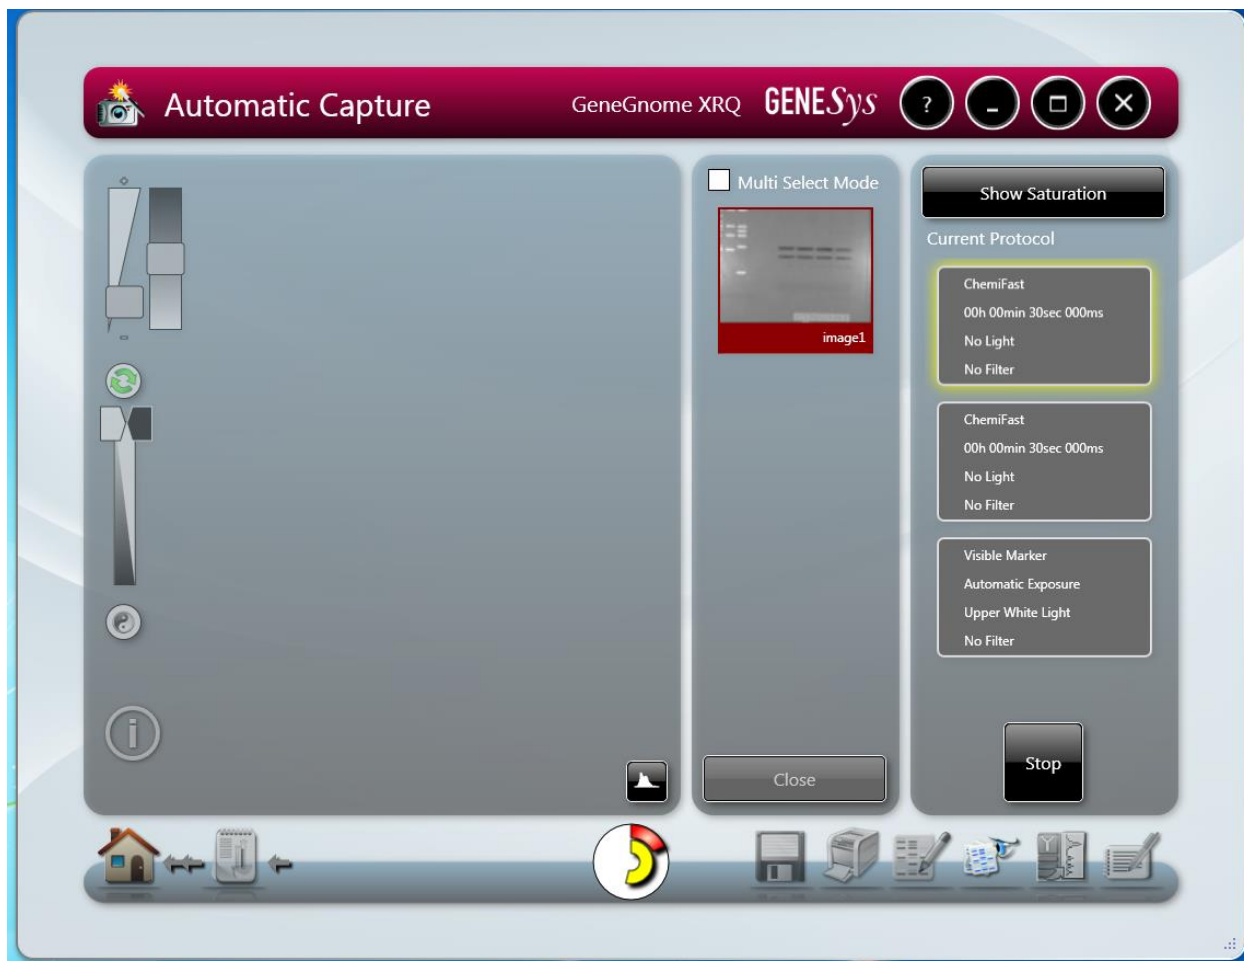 Automatic Capture
GeneGnome XRQ
GENESys
?
Multi Select Mode
image1
Close
Show Saturation
Current Protocol
ChemiFast
00h 00min 30sec 000ms
No Light
No Filter
ChemiFast
00h 00min 30sec 000ms
No Light
No Filter
Visible Marker
Automatic Exposure
Upper White Light
No Filter
Stop